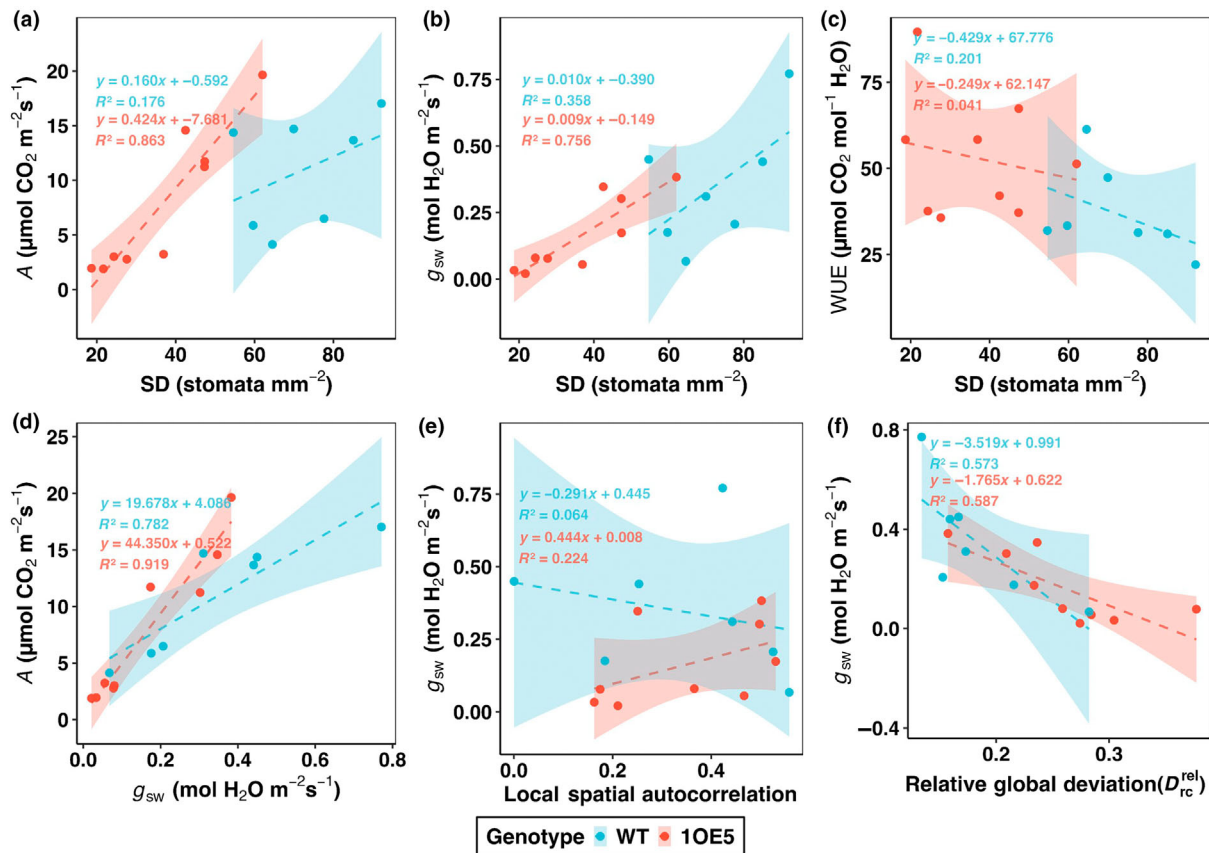 (a)
y = 0.160x + −0.592
R² = 0.176
y = 0.424x + −7.681
R² = 0.863
A (µmol CO₂ m⁻²s⁻¹)
20
15
10
5
0
20 40 60 80
SD (stomata mm⁻²)
(b)
y = 0.010x + −0.390
R² = 0.358
y = 0.009x + −0.149
R² = 0.756
gsw (mol H₂O m⁻²s⁻¹)
0.75
0.50
0.25
0.00
20 40 60 80
SD (stomata mm⁻²)
(c)
y = −0.429x + 67.776
R² = 0.201
y = −0.249x + 62.147
R² = 0.041
WUE (µmol CO₂ mol⁻¹ H₂O)
75
50
25
20 40 60 80
SD (stomata mm⁻²)
(d)
y = 19.678x + 4.086
R² = 0.782
y = 44.350x + 0.522
R² = 0.919
A (µmol CO₂ m⁻²s⁻¹)
25
20
15
10
5
0
0.0 0.2 0.4 0.6 0.8
gsw (mol H₂O m⁻²s⁻¹)
(e)
y = −0.291x + 0.445
R² = 0.064
y = 0.444x + 0.008
R² = 0.224
gsw (mol H₂O m⁻²s⁻¹)
0.75
0.50
0.25
0.00
0.0 0.2 0.4
Local spatial autocorrelation
(f)
y = −3.519x + 0.991
R² = 0.573
y = −1.765x + 0.622
R² = 0.587
gsw (mol H₂O m⁻²s⁻¹)
0.8
0.4
0.0
−0.4
0.2 0.3
Relative global deviation(D rel rc)
Genotype WT 1OE5